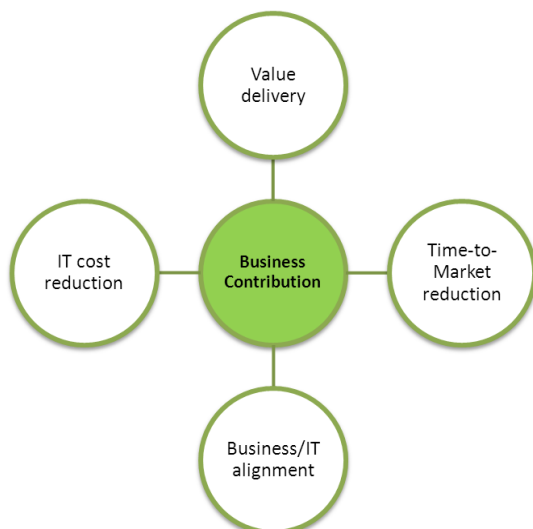 Value
delivery
IT cost
reduction
Business
Contribution
Time-to-
Market
reduction
Business/IT
alignment